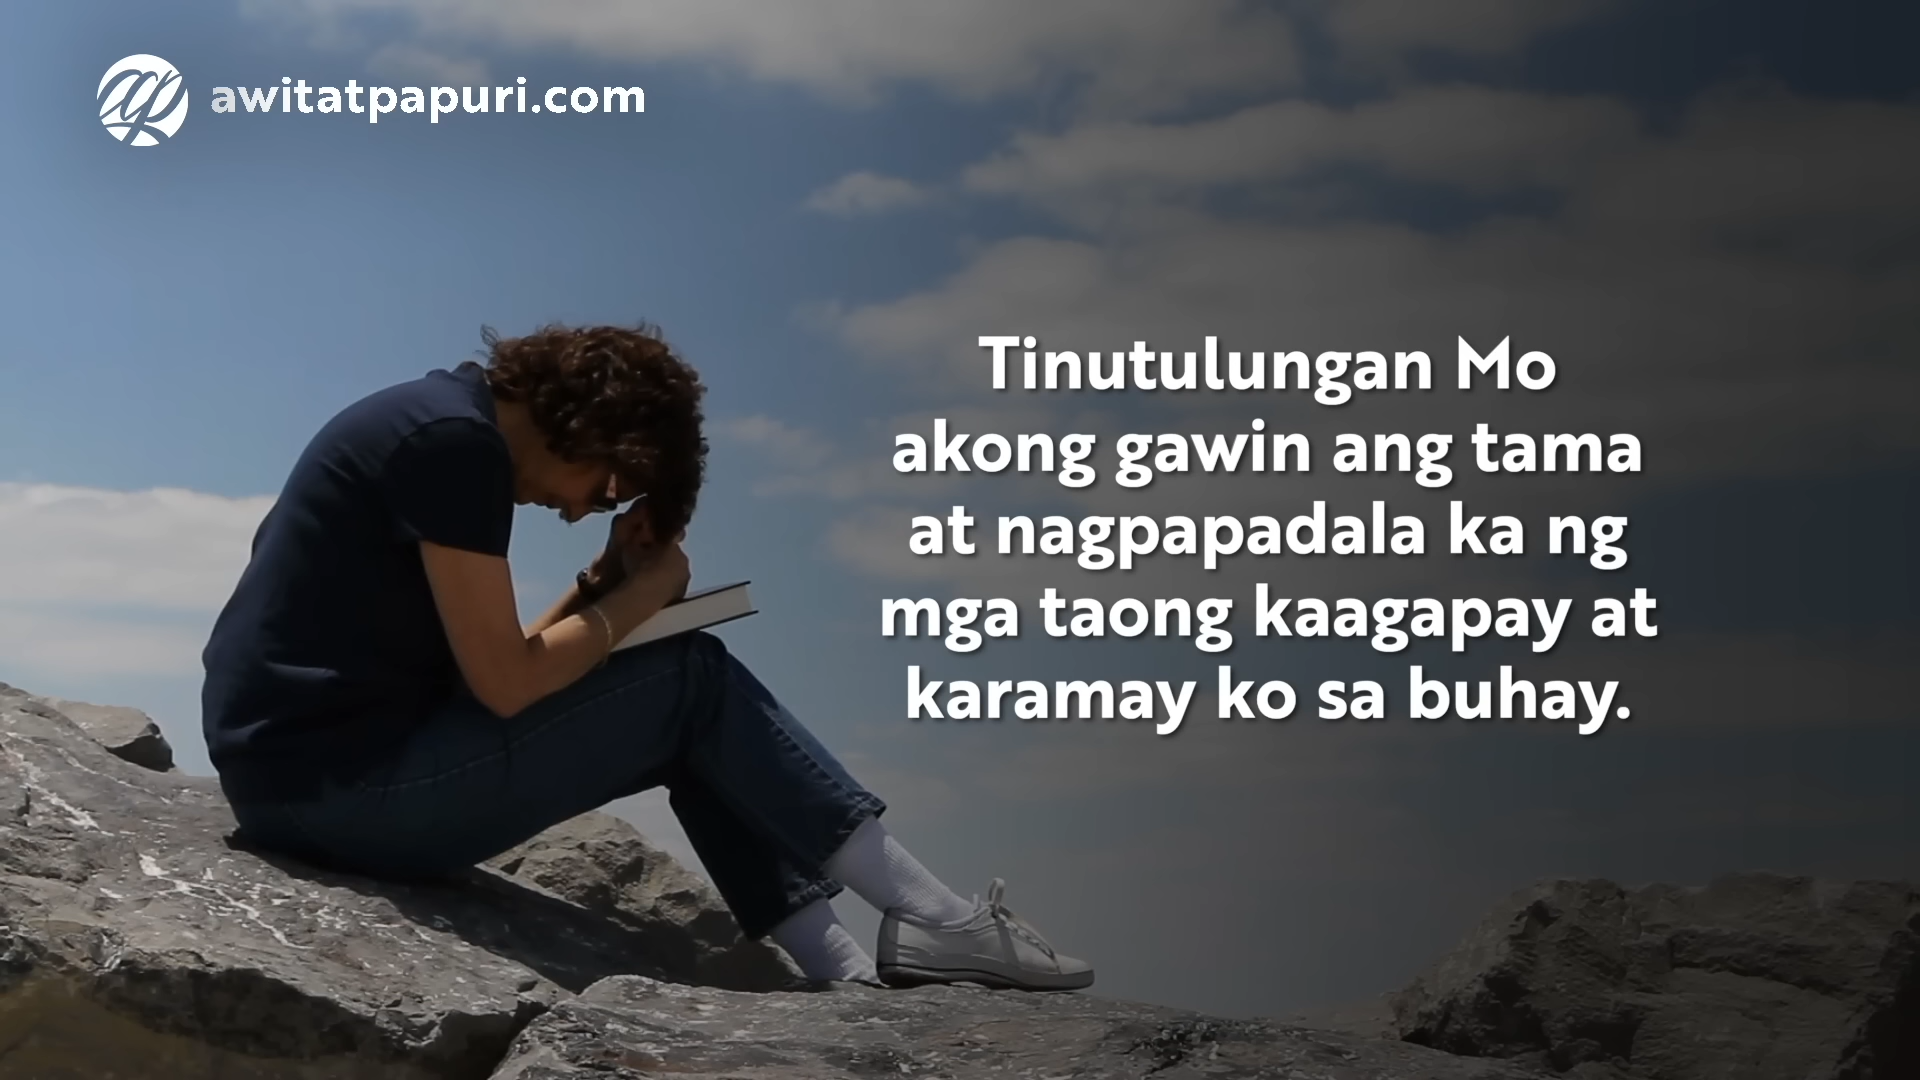 awitatpapuri.com
Tinutulungan Mo
akong gawin ang tama
at nagpapadala ka ng
mga taong kaagapay at
karamay ko sa buhay.